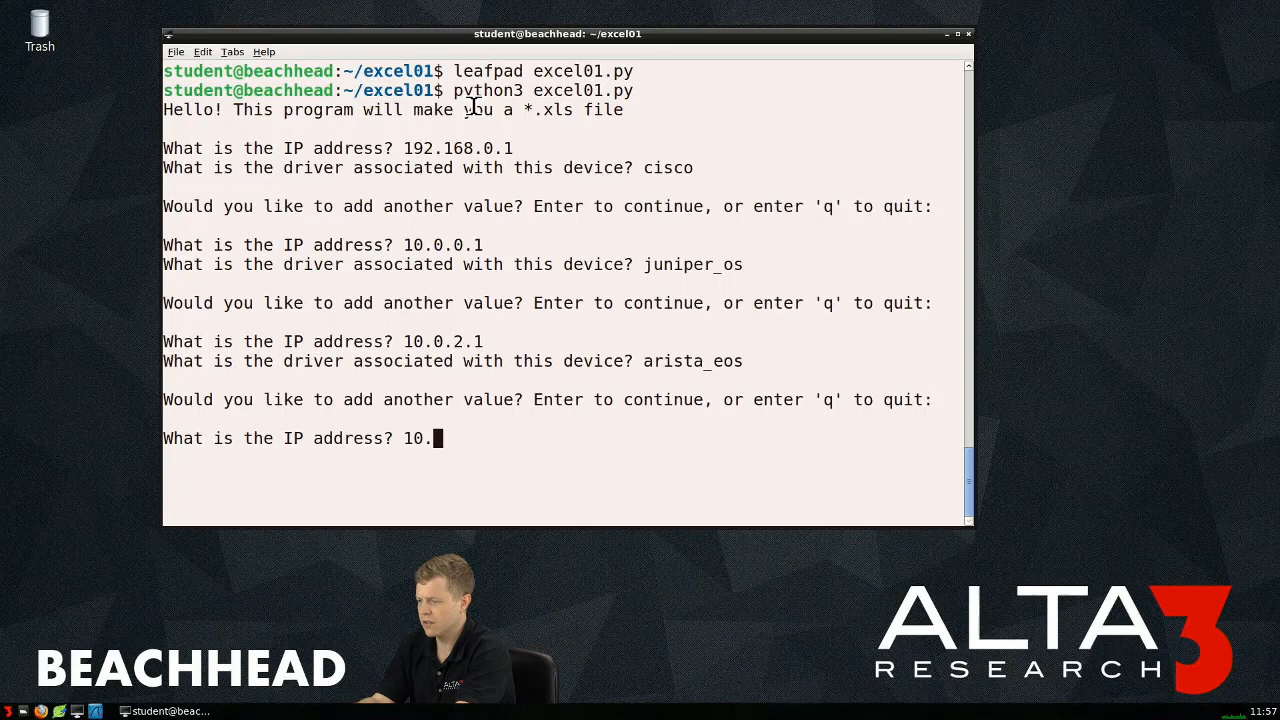 Trash
student@beachhead: ~/excel01
File Edit Tabs Help
student@beachhead:~/excel01$ leafpad excel01.py
student@beachhead:~/excel01$ python3 excel01.py
Hello! This program will make you a *.xls file
What is the IP address? 192.168.0.1
What is the driver associated with this device? cisco
Would you like to add another value? Enter to continue, or enter 'q' to quit:
What is the IP address? 10.0.0.1
What is the driver associated with this device? juniper_os
Would you like to add another value? Enter to continue, or enter 'q' to quit:
What is the IP address? 10.0.2.1
What is the driver associated with this device? arista_eos
Would you like to add another value? Enter to continue, or enter 'q' to quit:
What is the IP address? 10.
BEACHHEAD
ALTA3
RESEARCH
ALTA3
student@beac...
11:57